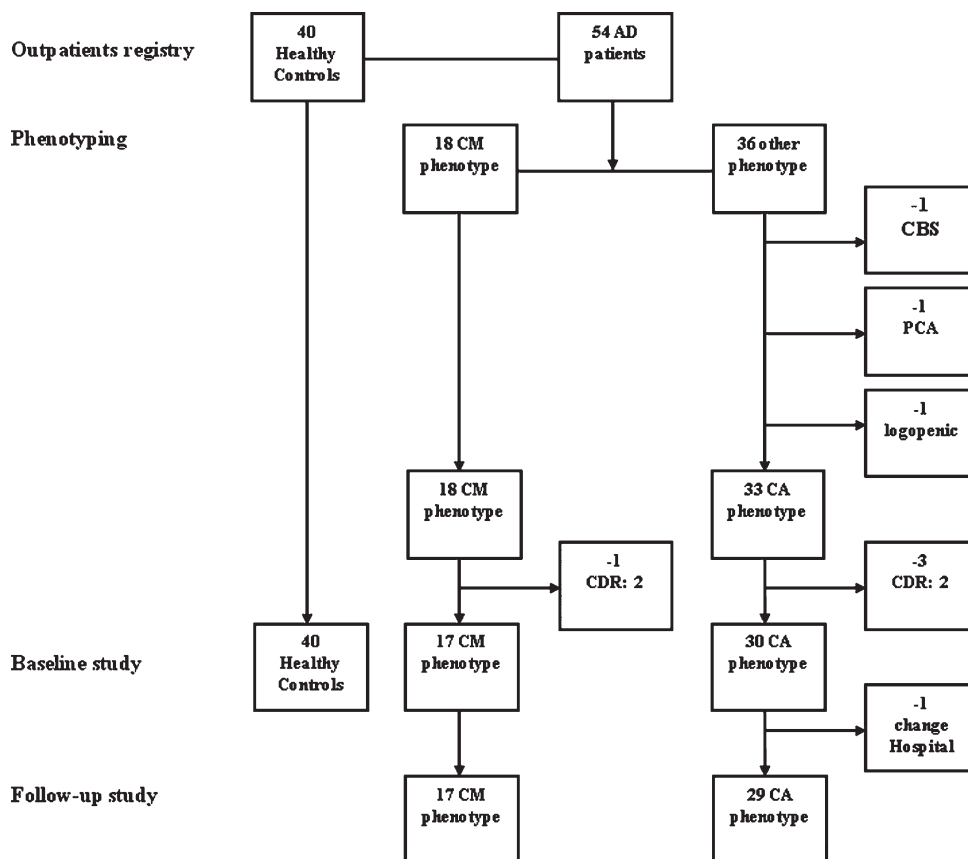 Outpatients registry
40
Healthy
Controls
54 AD
patients
Phenotyping
18 CM
phenotype
36 other
phenotype
-1
CBS
-1
PCA
-1
logopenic
18 CM
phenotype
33 CA
phenotype
-1
CDR: 2
-3
CDR: 2
Baseline study
40
Healthy
Controls
17 CM
phenotype
30 CA
phenotype
-1
change
Hospital
Follow-up study
17 CM
phenotype
29 CA
phenotype